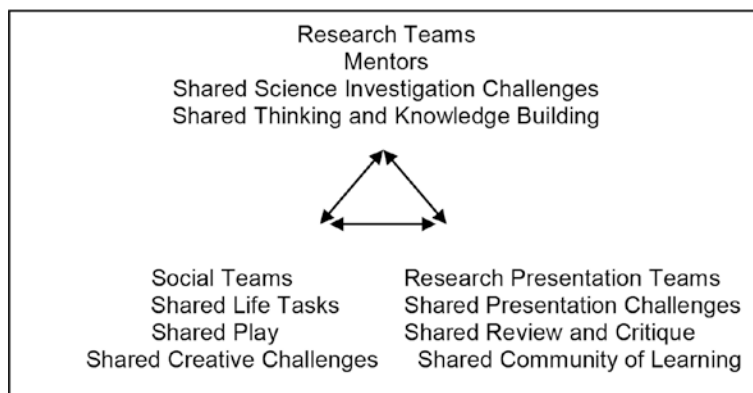 Research Teams
Mentors
Shared Science Investigation Challenges
Shared Thinking and Knowledge Building
Social Teams
Shared Life Tasks
Shared Play
Shared Creative Challenges
Research Presentation Teams
Shared Presentation Challenges
Shared Review and Critique
Shared Community of Learning